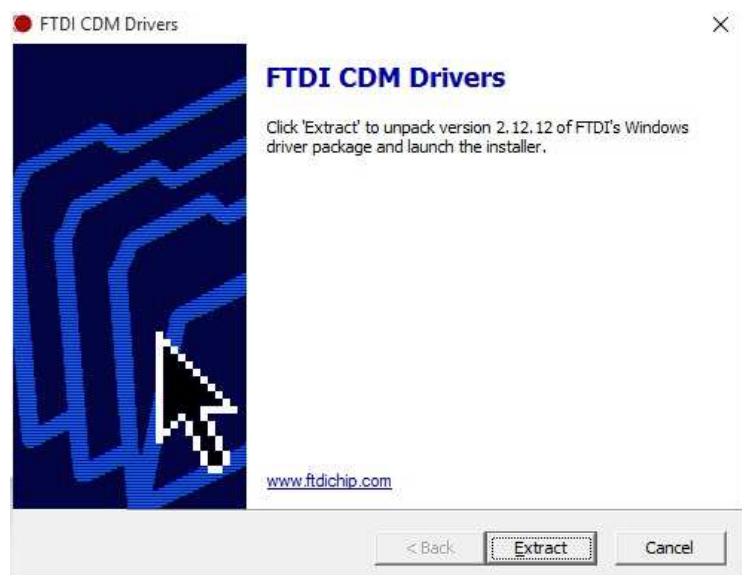 FTDI CDM Drivers
FTDI CDM Drivers
Click 'Extract' to unpack version 2.12.12 of FTDI's Windows
driver package and launch the installer.
www.ftdichip.com
< Back
Extract
Cancel